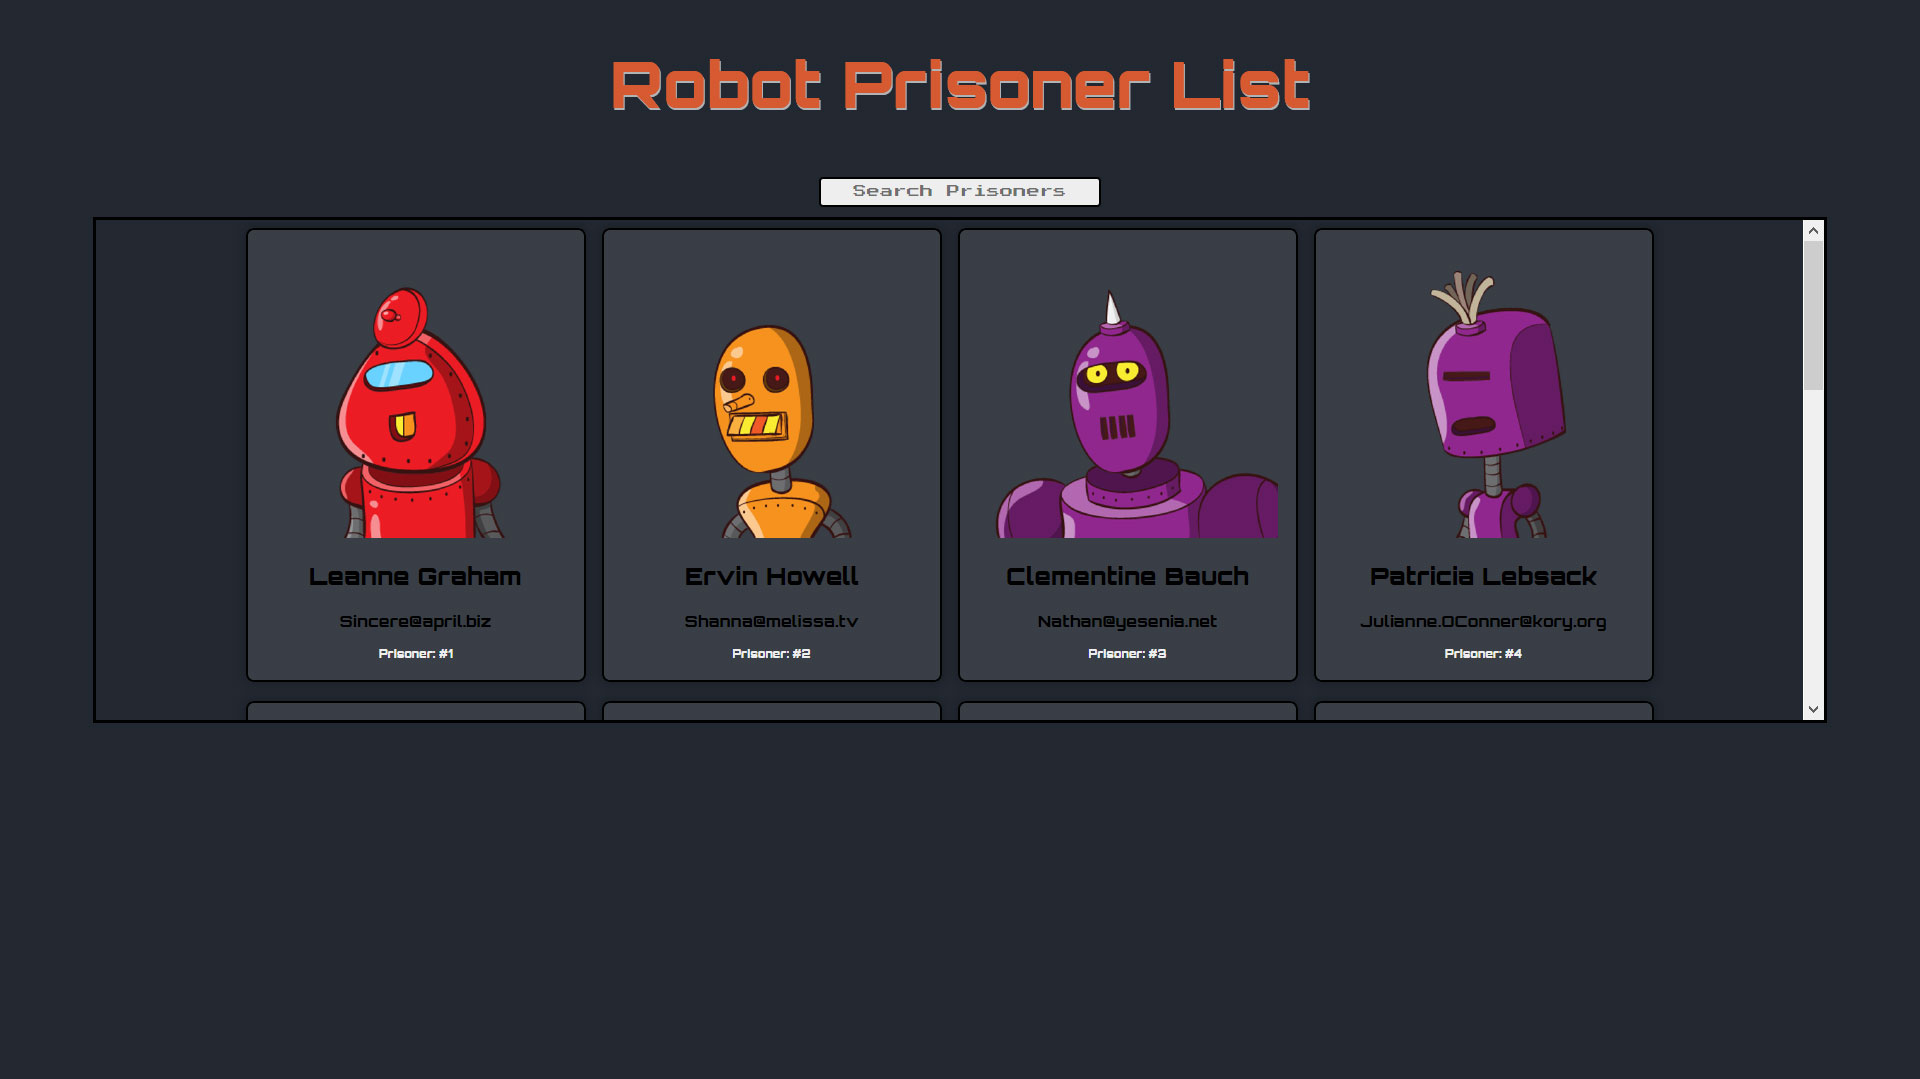 Robot Prisoner List
Search Prisoners
Leanne Graham
Sincere@april.biz
Prisoner: #1
Ervin Howell
Shanna@melissa.tv
Prisoner: #2
Clementine Bauch
Nathan@yesenia.net
Prisoner: #3
Patricia Lebsack
Julianne.OConner@kory.org
Prisoner: #4